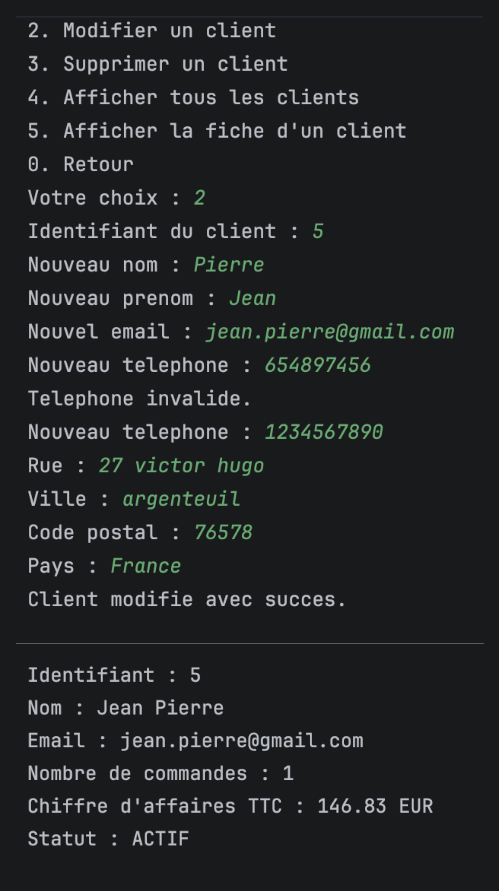 2. Modifier un client
3. Supprimer un client
4. Afficher tous les clients
5. Afficher la fiche d'un client
0. Retour
Votre choix : 2
Identifiant du client : 5
Nouveau nom : Pierre
Nouveau prenom : Jean
Nouvel email : jean.pierre@gmail.com
Nouveau telephone : 654897456
Telephone invalide.
Nouveau telephone : 1234567890
Rue : 27 victor hugo
Ville : argenteuil
Code postal : 76578
Pays : France
Client modifie avec succes.
Identifiant : 5
Nom : Jean Pierre
Email : jean.pierre@gmail.com
Nombre de commandes : 1
Chiffre d'affaires TTC : 146.83 EUR
Statut : ACTIF